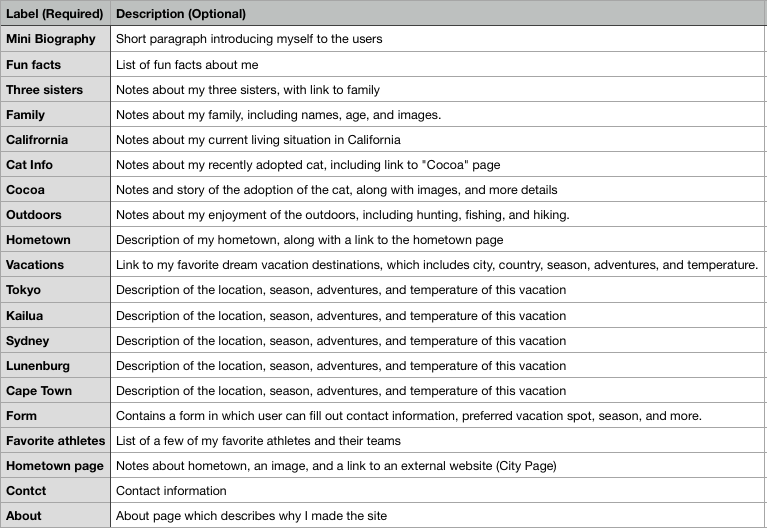 Label (Required) Description (Optional)
Mini Biography Short paragraph introducing myself to the users
Fun facts List of fun facts about me
Three sisters Notes about my three sisters, with link to family
Family Notes about my family, including names, age, and images.
Califrornia Notes about my current living situation in California
Cat Info Notes about my recently adopted cat, including link to "Cocoa" page
Cocoa Notes and story of the adoption of the cat, along with images, and more details
Outdoors Notes about my enjoyment of the outdoors, including hunting, fishing, and hiking.
Hometown Description of my hometown, along with a link to the hometown page
Vacations Link to my favorite dream vacation destinations, which includes city, country, season, adventures, and temperature.
Tokyo Description of the location, season, adventures, and temperature of this vacation
Kailua Description of the location, season, adventures, and temperature of this vacation
Sydney Description of the location, season, adventures, and temperature of this vacation
Lunenburg Description of the location, season, adventures, and temperature of this vacation
Cape Town Description of the location, season, adventures, and temperature of this vacation
Form Contains a form in which user can fill out contact information, preferred vacation spot, season, and more.
Favorite athletes List of a few of my favorite athletes and their teams
Hometown page Notes about hometown, an image, and a link to an external website (City Page)
Contct Contact information
About About page which describes why I made the site